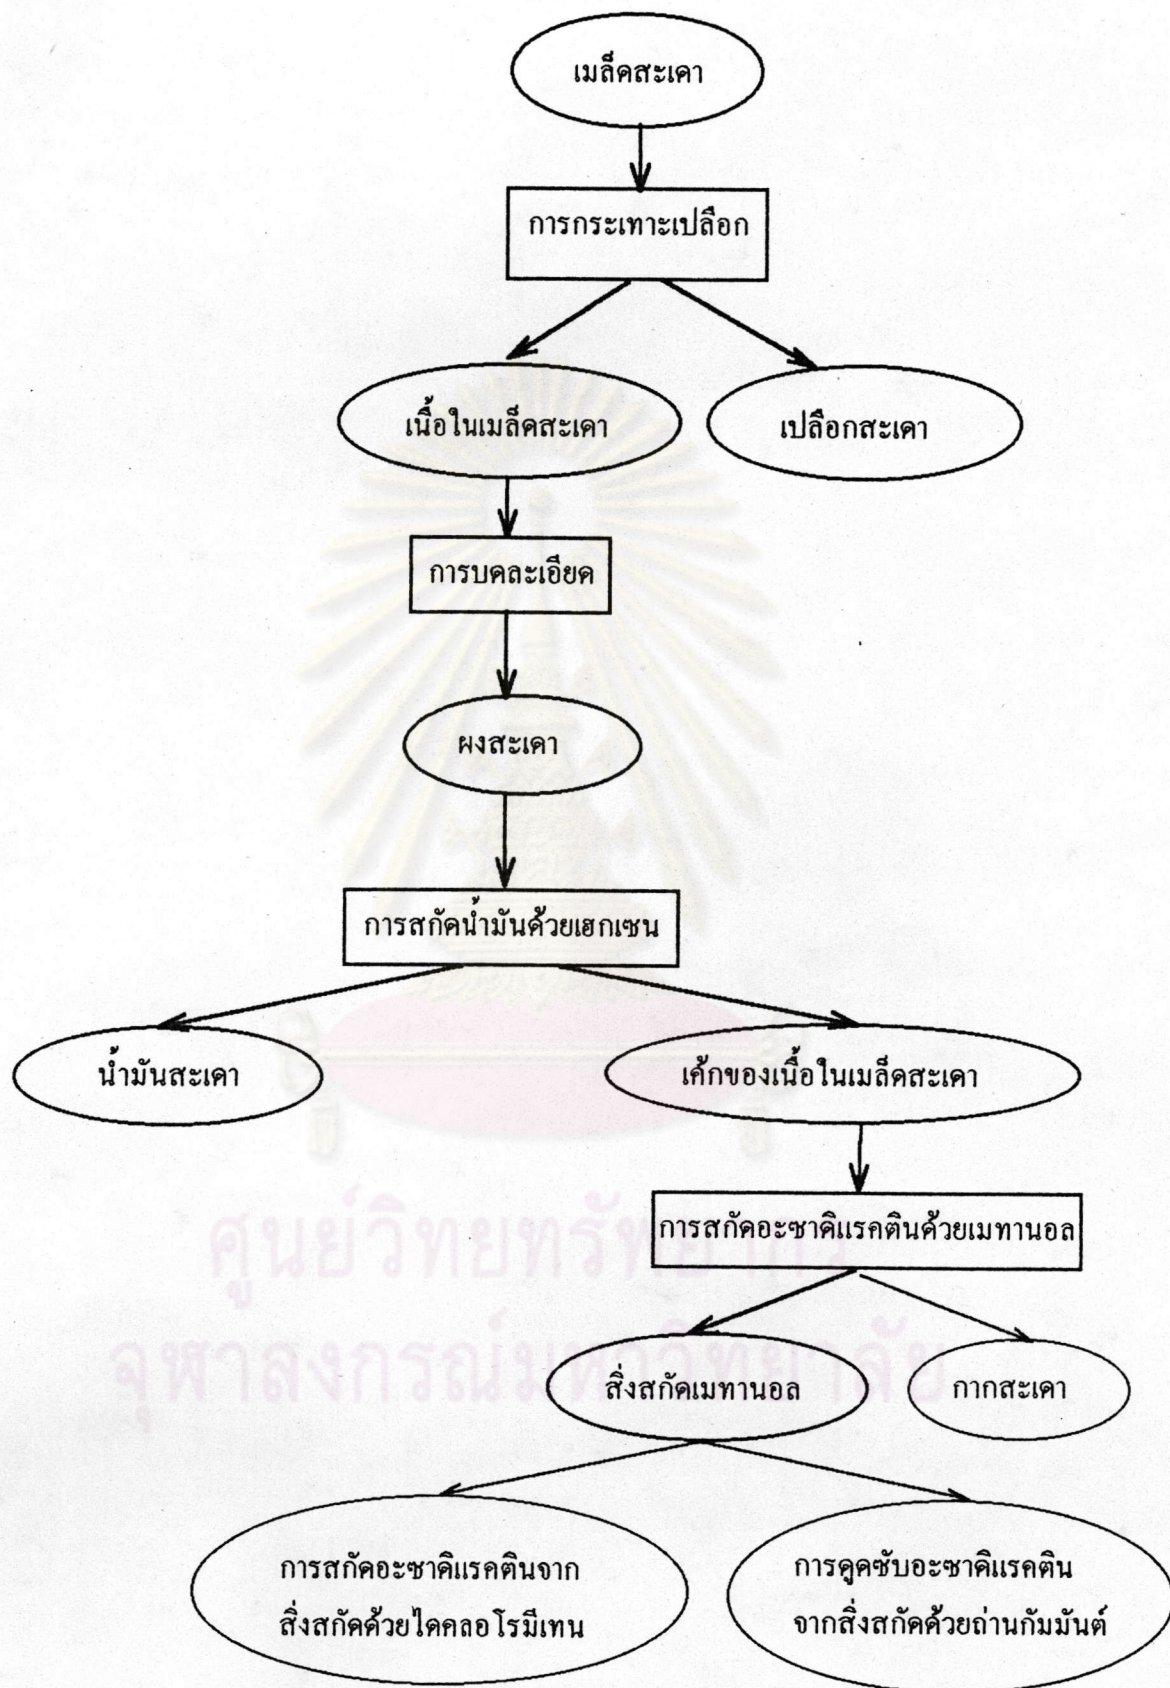 เมล็ดสะเดา
การกระเทาะเปลือก
เนื้อในเมล็ดสะเดา
เปลือกสะเดา
การบดละเอียด
ผงสะเดา
การสกัดน้ำมันด้วยเฮกเซน
น้ำมันสะเดา
เค้กของเนื้อในเมล็ดสะเดา
การสกัดอะซาดิแรคตินด้วยเมทานอล
ศูนย์วิทยทรัพยากร
จุฬาลงกรณ์มหาวิทยาลัย
สิ่งสกัดเมทานอล
กากสะเดา
การสกัดอะซาดิแรคตินจาก
สิ่งสกัดด้วยไดคลอโรมีเทน
การดูดซับอะซาดิแรคติน
จากสิ่งสกัดด้วยถ่านกัมมันต์